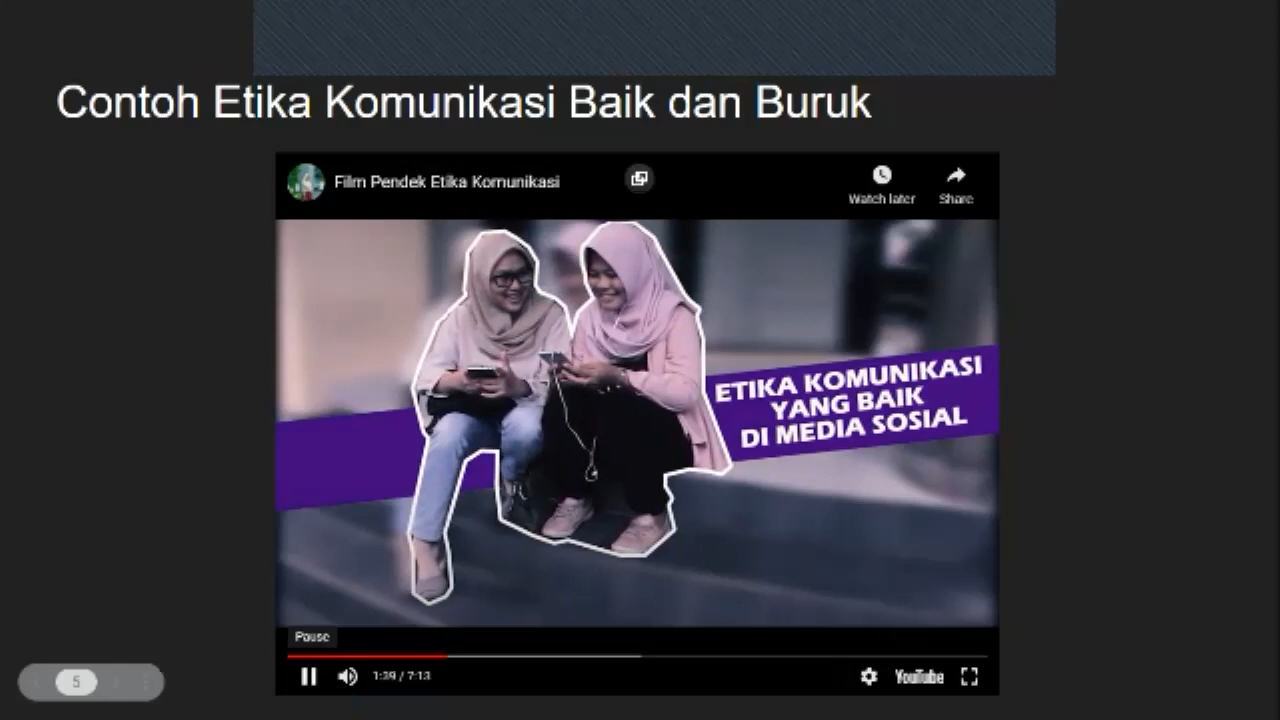 Contoh Etika Komunikasi Baik dan Buruk
Film Pendek Etika Komunikasi
Watch later
Share
ETIKA KOMUNIKASI
YANG BAIK
DI MEDIA SOSIAL
Pause
1:39 / 7:13
YouTube
5